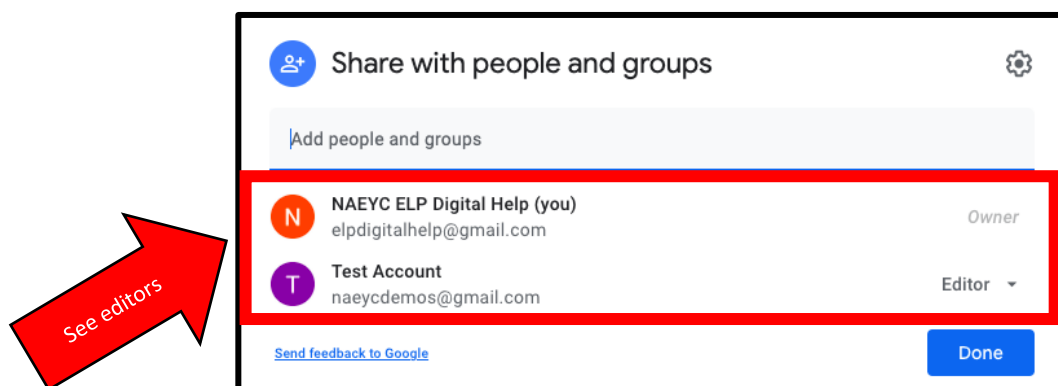 Share with people and groups
Add people and groups
N
NAEYC ELP Digital Help (you)
elpdigitalhelp@gmail.com
Owner
T
Test Account
naeycdemos@gmail.com
Editor
See editors
Send feedback to Google
Done